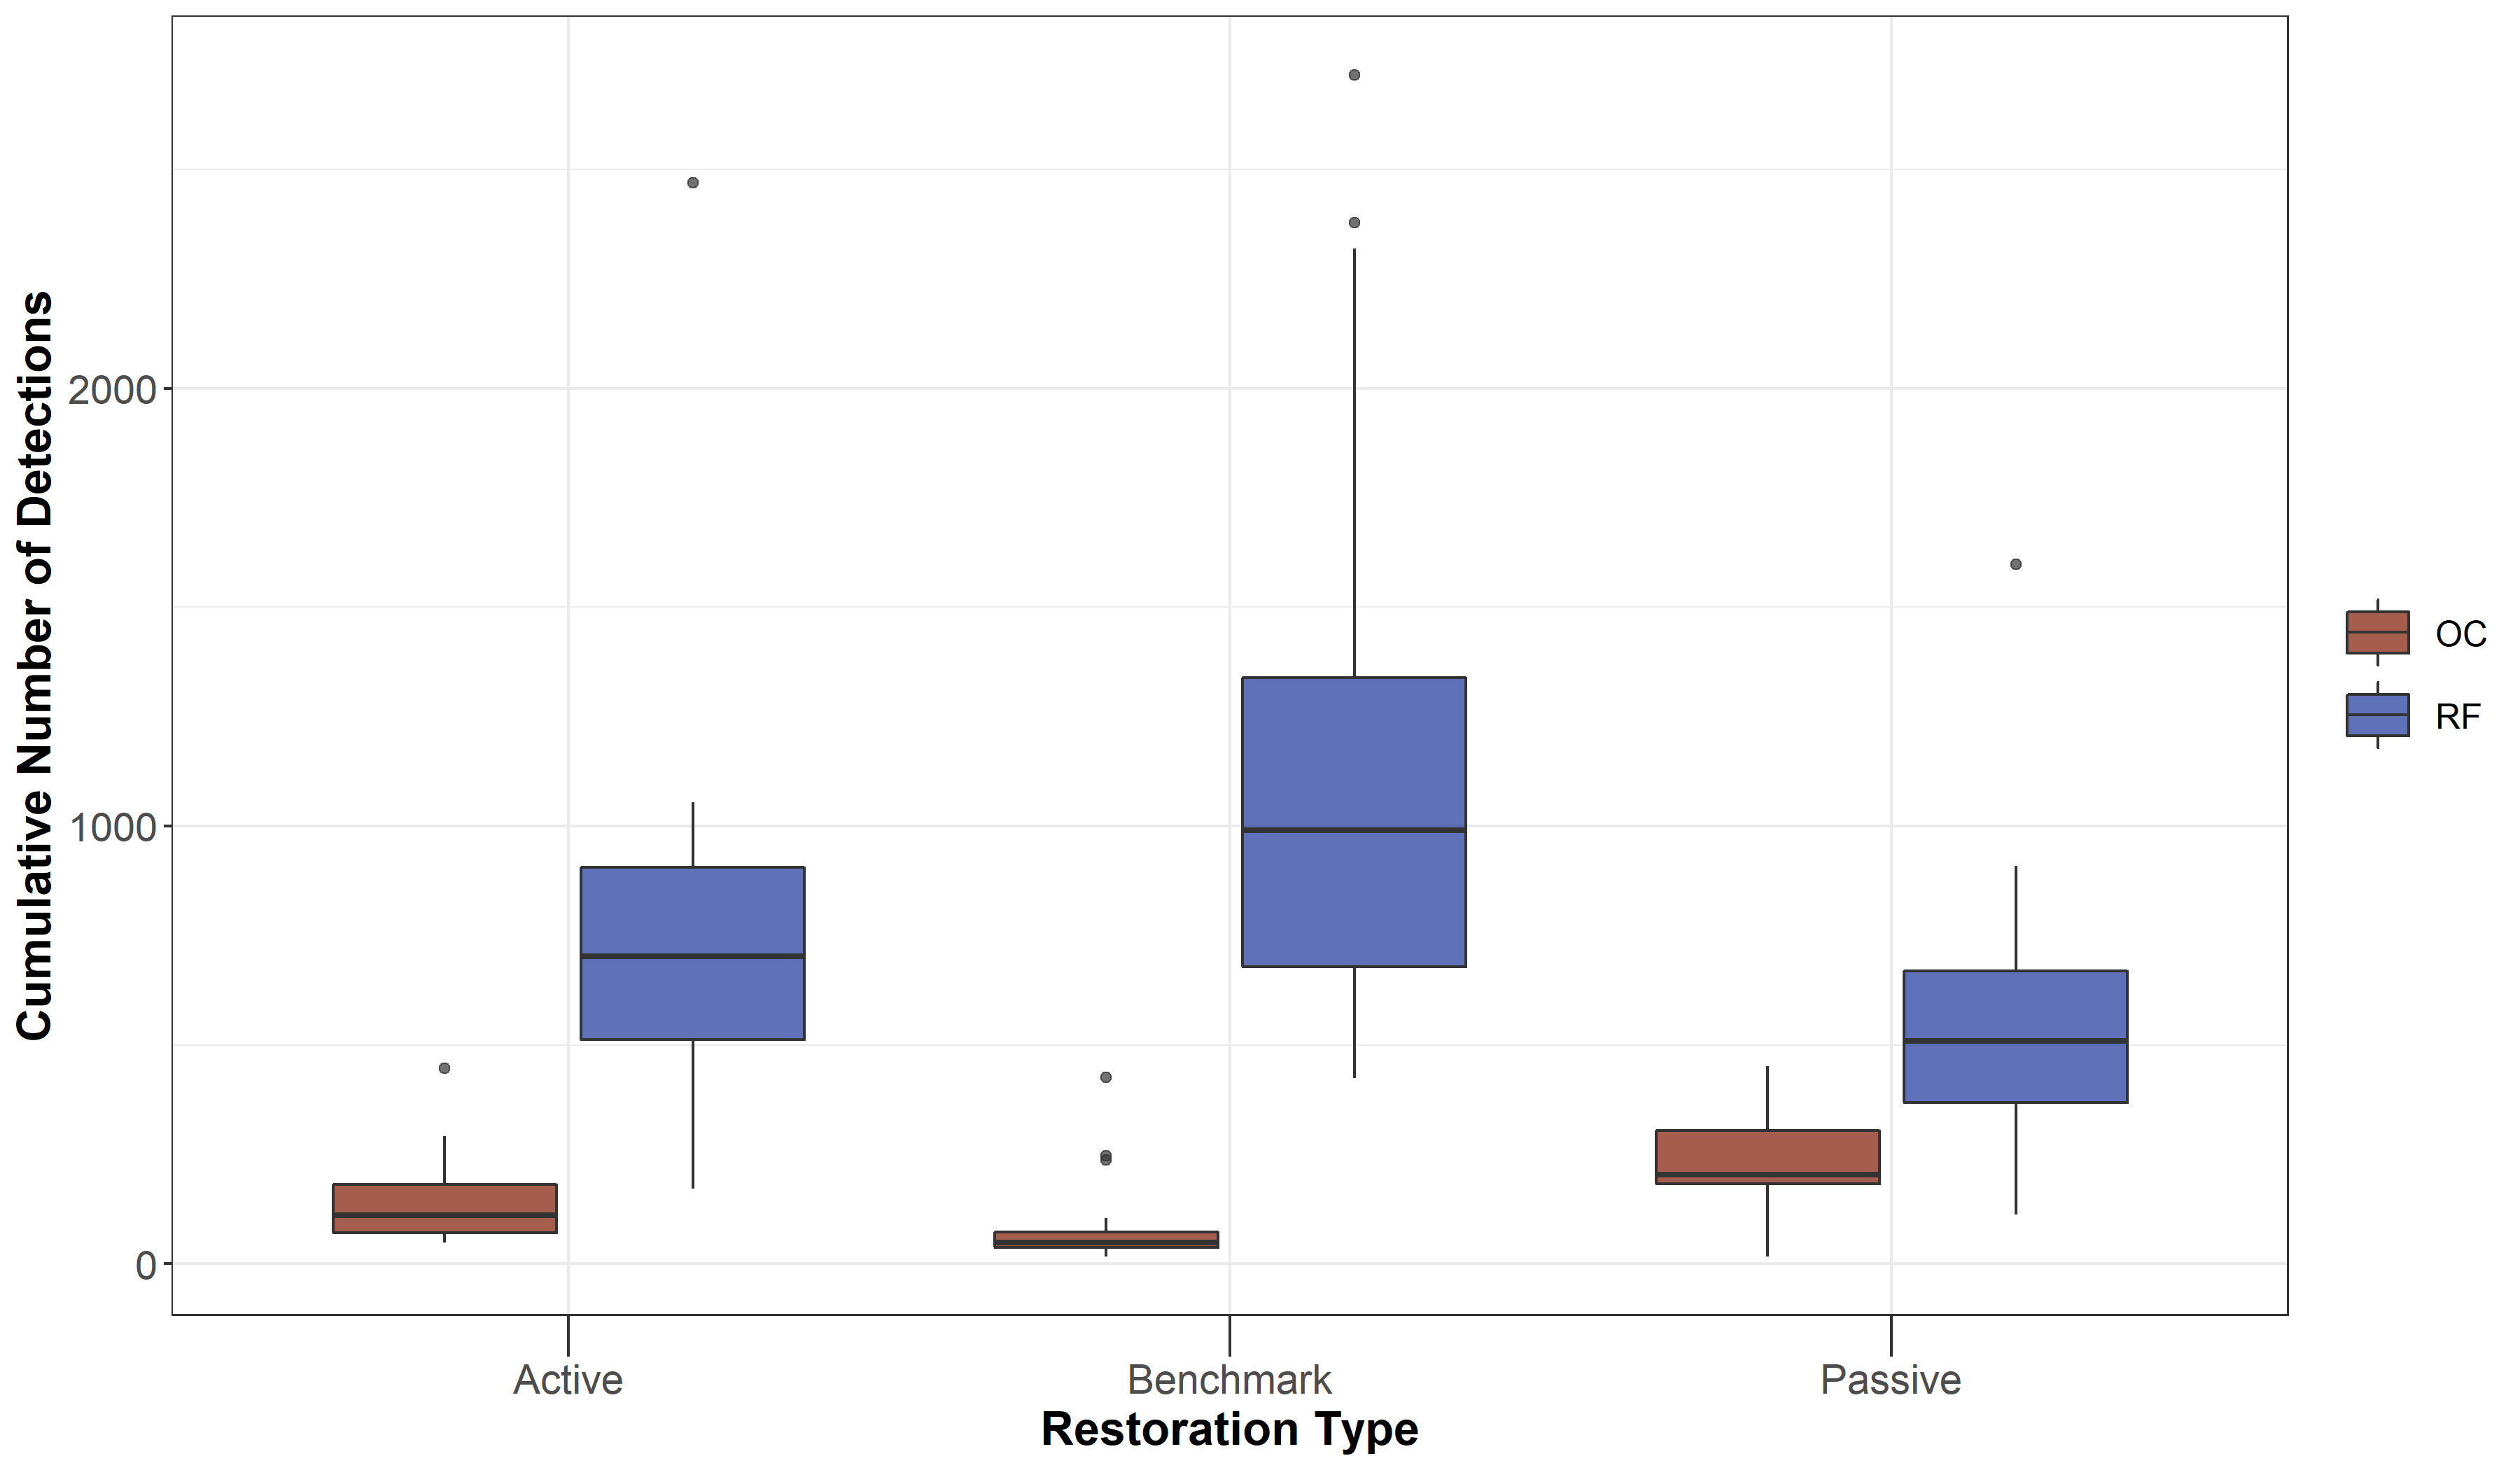 Cumulative Number of Detections
2000
1000
0
Active
Benchmark
Passive
Restoration Type
OC
RF